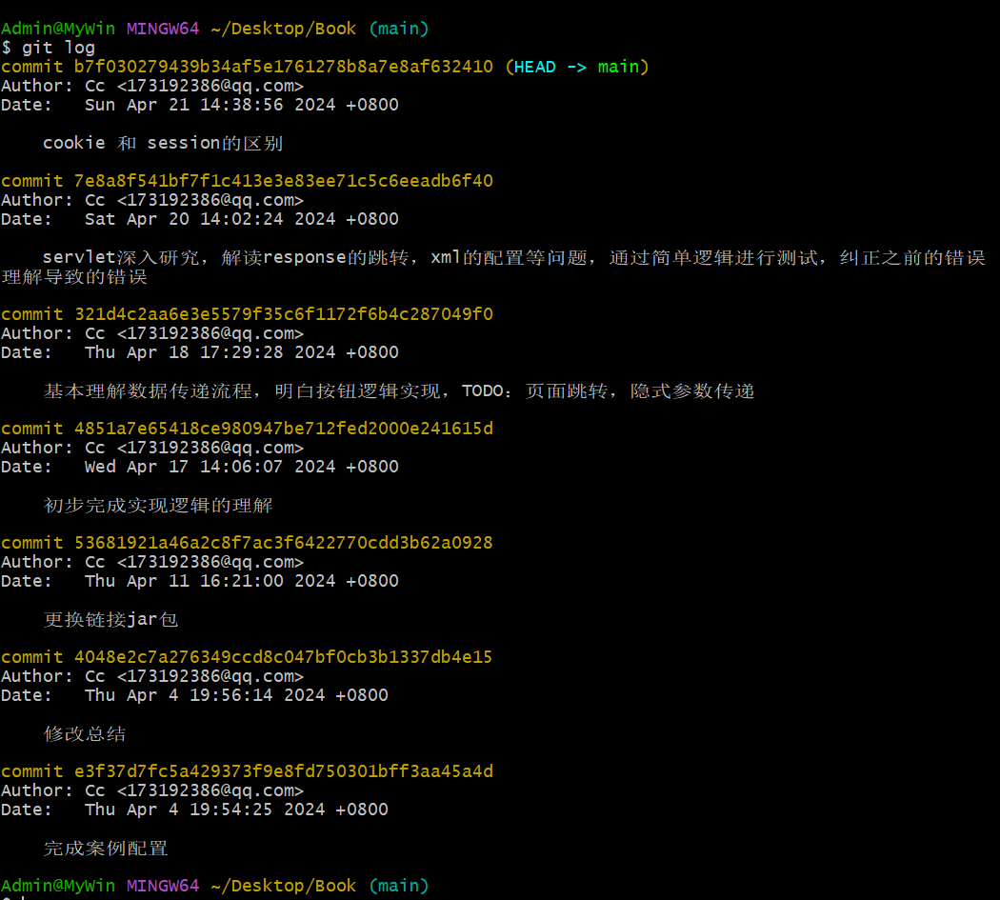 Admin@MyWin MINGW64 ~/Desktop/Book (main)
$ git log
commit b7f030279439b34af5e1761278b8a7e8af632410 (HEAD -> main)
Author: Cc <173192386@qq.com>
Date:   Sun Apr 21 14:38:56 2024 +0800
    cookie 和 session的区别
commit 7e8a8f541bf7f1c413e3e83ee71c5c6eeadb6f40
Author: Cc <173192386@qq.com>
Date:   Sat Apr 20 14:02:24 2024 +0800
    servlet深入研究，解读response的跳转，xml的配置等问题，通过简单逻辑进行测试，纠正之前的错误
理解导致的错误
commit 321d4c2aa6e3e5579f35c6f1172f6b4c287049f0
Author: Cc <173192386@qq.com>
Date:   Thu Apr 18 17:29:28 2024 +0800
    基本理解数据传递流程，明白按钮逻辑实现，TODO：页面跳转，隐式参数传递
commit 4851a7e65418ce980947be712fed2000e241615d
Author: Cc <173192386@qq.com>
Date:   Wed Apr 17 14:06:07 2024 +0800
    初步完成实现逻辑的理解
commit 53681921a46a2c8f7ac3f6422770cdd3b62a0928
Author: Cc <173192386@qq.com>
Date:   Thu Apr 11 16:21:00 2024 +0800
    更换链接jar包
commit 4048e2c7a276349ccd8c047bf0cb3b1337db4e15
Author: Cc <173192386@qq.com>
Date:   Thu Apr 4 19:56:14 2024 +0800
    修改总结
commit e3f37d7fc5a429373f9e8fd750301bff3aa45a4d
Author: Cc <173192386@qq.com>
Date:   Thu Apr 4 19:54:25 2024 +0800
    完成案例配置
Admin@MyWin MINGW64 ~/Desktop/Book (main)